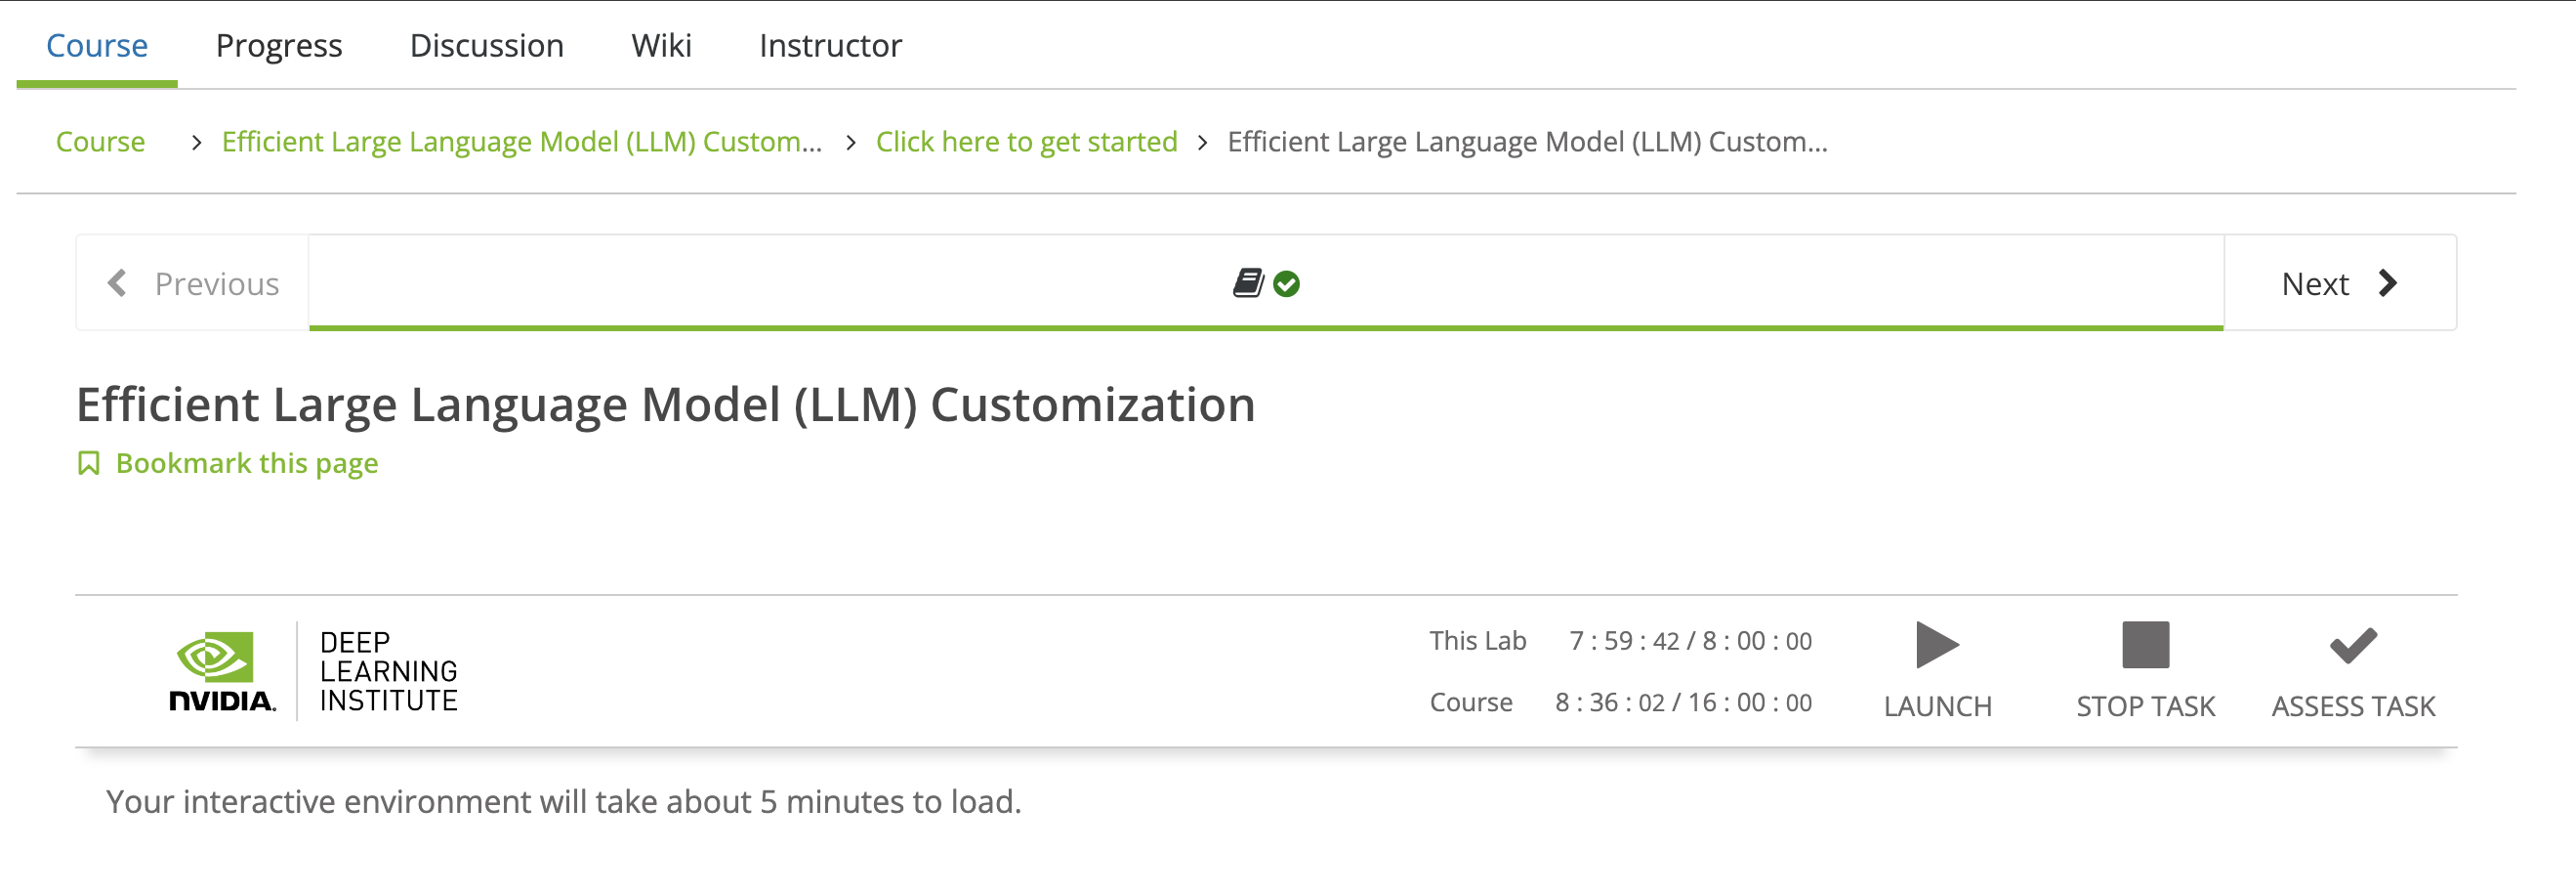 Course Progress Discussion Wiki Instructor
Course > Efficient Large Language Model (LLM) Custom... > Click here to get started > Efficient Large Language Model (LLM) Custom...
Previous Next
Efficient Large Language Model (LLM) Customization
Bookmark this page
NVIDIA.
DEEP
LEARNING
INSTITUTE
This Lab 7 : 59 : 42 / 8 : 00 : 00
Course 8 : 36 : 02 / 16 : 00 : 00
LAUNCH STOP TASK ASSESS TASK
Your interactive environment will take about 5 minutes to load.